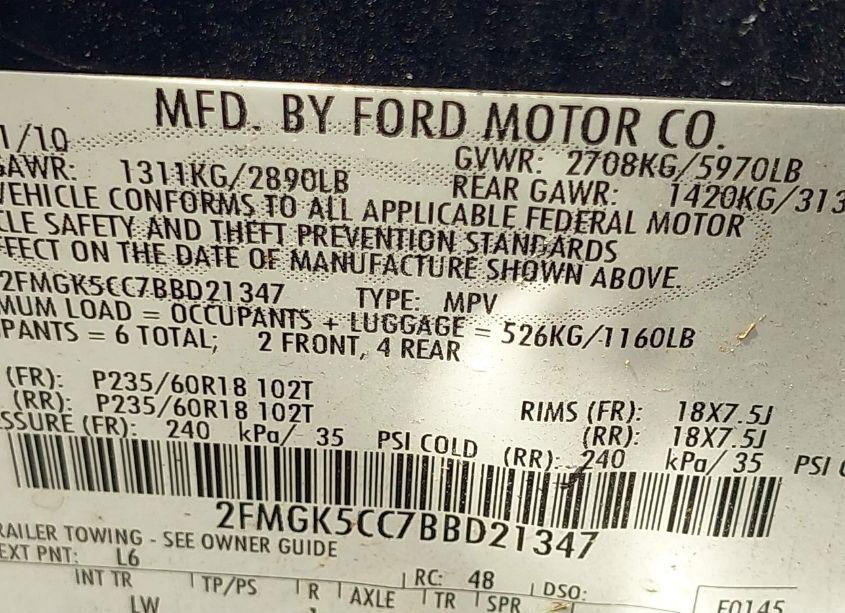 MFD. BY FORD MOTOR CO.
1/10
GVWR: 2708KG/5970LB
GAWR: 1311KG/2890LB
REAR GAWR: 1420KG/313
VEHICLE CONFORMS TO ALL APPLICABLE FEDERAL MOTOR
CLE SAFETY AND THEFT PREVENTION STANDARDS
FFECT ON THE DATE OF MANUFACTURE SHOWN ABOVE.
2FMGK5CC7BBD21347 TYPE: MPV
MUM LOAD = OCCUPANTS + LUGGAGE = 526KG/1160LB
UPANTS = 6 TOTAL; 2 FRONT, 4 REAR
(FR): P235/60R18 102T RIMS (FR): 18X7.5J
(RR): P235/60R18 102T (RR): 18X7.5J
SSURE (FR): 240 kPa/ 35 PSI COLD (RR): 240 kPa/ 35 PSI C
2FMGK5CC7BBD21347
RAILER TOWING - SEE OWNER GUIDE
EXT PNT: L6 RC: 48 DSO:
INT TR TP/PS R AXLE TR SPR F0145
LW